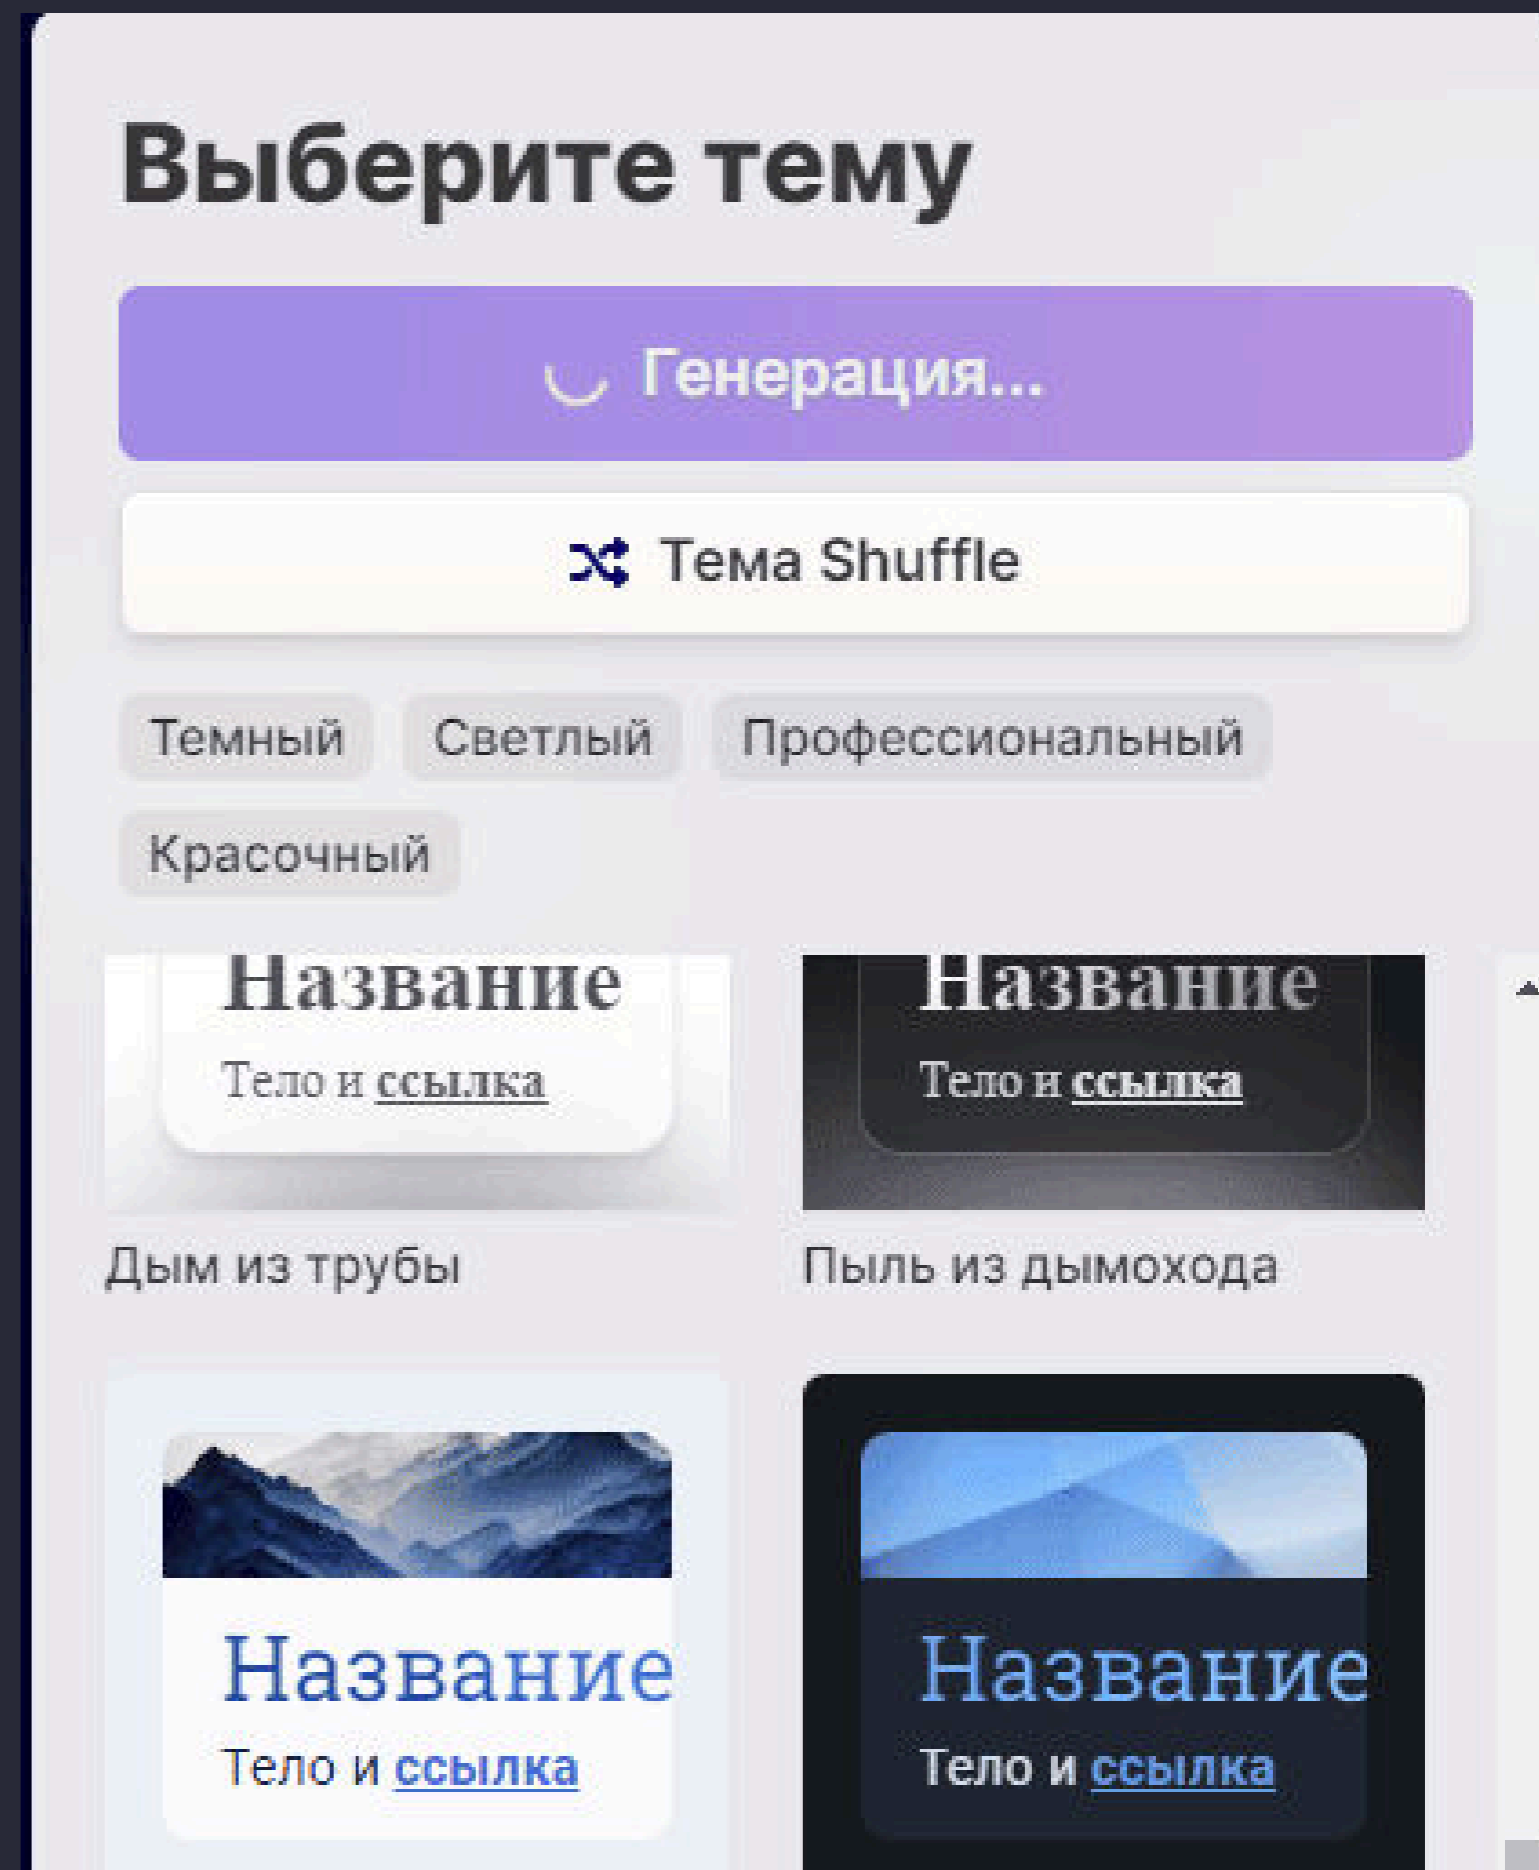 Выберите тему
Генерация...
Тема Shuffle
Темный Светлый Профессиональный
Красочный
Название
Тело и ссылка
Дым из трубы
Название
Тело и ссылка
Пыль из дымохода
Название
Тело и ссылка
Название
Тело и ссылка